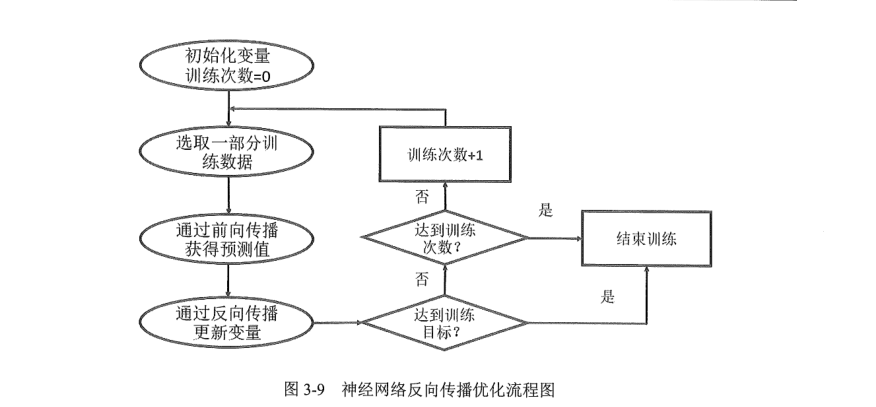 初始化变量
训练次数=0
选取一部分训
练数据
训练次数+1
否
是
通过前向传播
获得预测值
达到训练
次数？
结束训练
否
是
通过反向传播
更新变量
达到训练
目标？
图 3-9 神经网络反向传播优化流程图